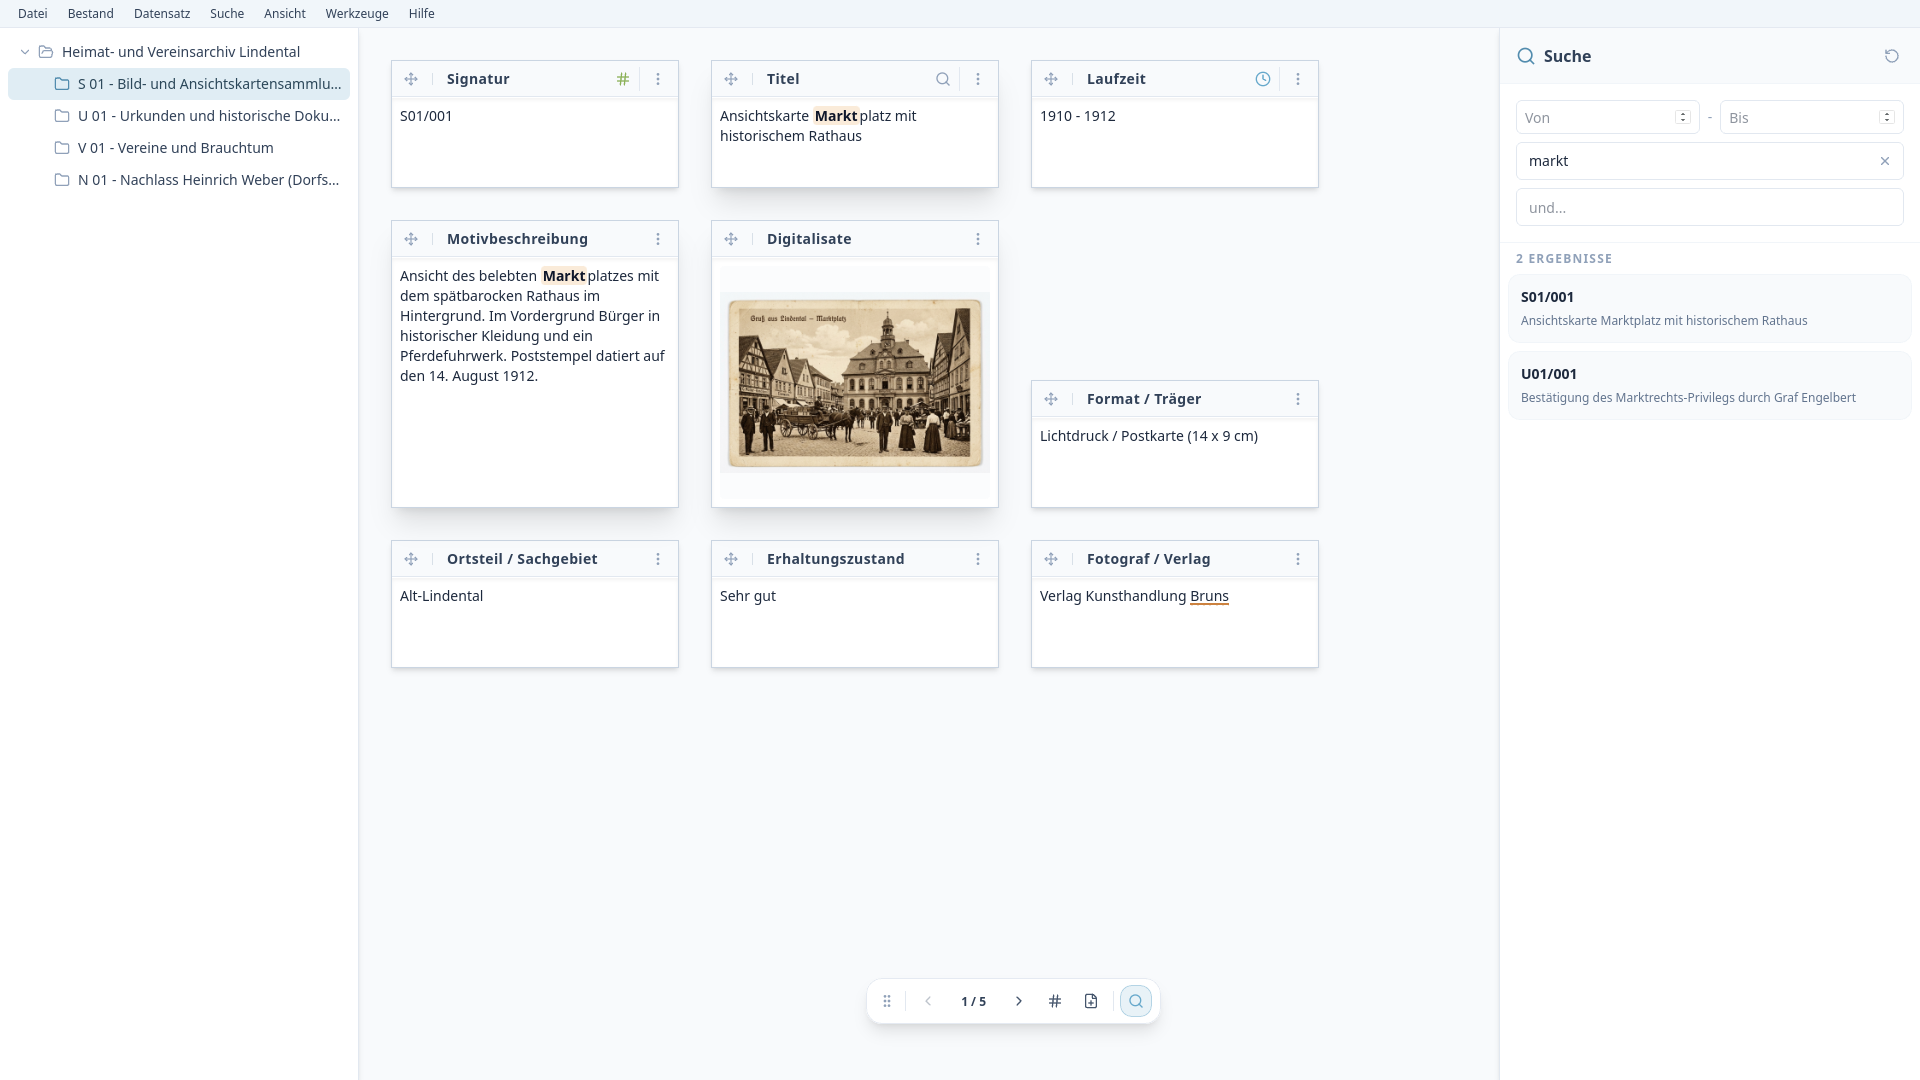 Datei Bestand Datensatz Suche Ansicht Werkzeuge Hilfe
Heimat- und Vereinsarchiv Lindental
S 01 - Bild- und Ansichtskartensammlu...
U 01 - Urkunden und historische Doku...
V 01 - Vereine und Brauchtum
N 01 - Nachlass Heinrich Weber (Dorfs...
Signatur
S01/001
Titel
Ansichtskarte Marktplatz mit
historischem Rathaus
Laufzeit
1910 - 1912
Motivbeschreibung
Ansicht des belebten Marktplatzes mit
dem spätbarocken Rathaus im
Hintergrund. Im Vordergrund Bürger in
historischer Kleidung und ein
Pferdefuhrwerk. Poststempel datiert auf
den 14. August 1912.
Digitalisate
Gruß aus Lindental – Marktplatz
Format / Träger
Lichtdruck / Postkarte (14 x 9 cm)
Ortsteil / Sachgebiet
Alt-Lindental
Erhaltungszustand
Sehr gut
Fotograf / Verlag
Verlag Kunsthandlung Bruns
1 / 5
Suche
Von - Bis
markt
und...
2 ERGEBNISSE
S01/001
Ansichtskarte Marktplatz mit historischem Rathaus
U01/001
Bestätigung des Marktrechts-Privilegs durch Graf Engelbert